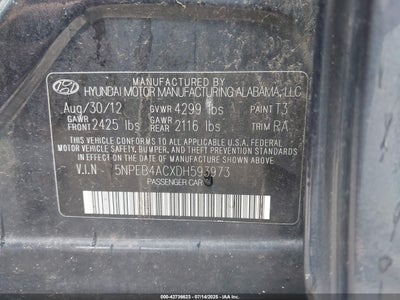 MANUFACTURED BY
HYUNDAI MOTOR MANUFACTURING ALABAMA, LLC
Aug/30/12 GVWR 4299 lbs PAINT T3
GAWR FRONT 2425 lbs GAWR REAR 2116 lbs TRIM RA
THIS VEHICLE CONFORMS TO ALL APPLICABLE U.S. FEDERAL
MOTOR VEHICLE SAFETY, BUMPER, AND THEFT PREVENTION
STANDARDS IN EFFECT ON THE DATE OF MANUFACTURE SHOWN ABOVE.
V.I.N 5NPEB4ACXDH593973
PASSENGER CAR
000-42736623 - 07/14/2025 - IAA Inc.